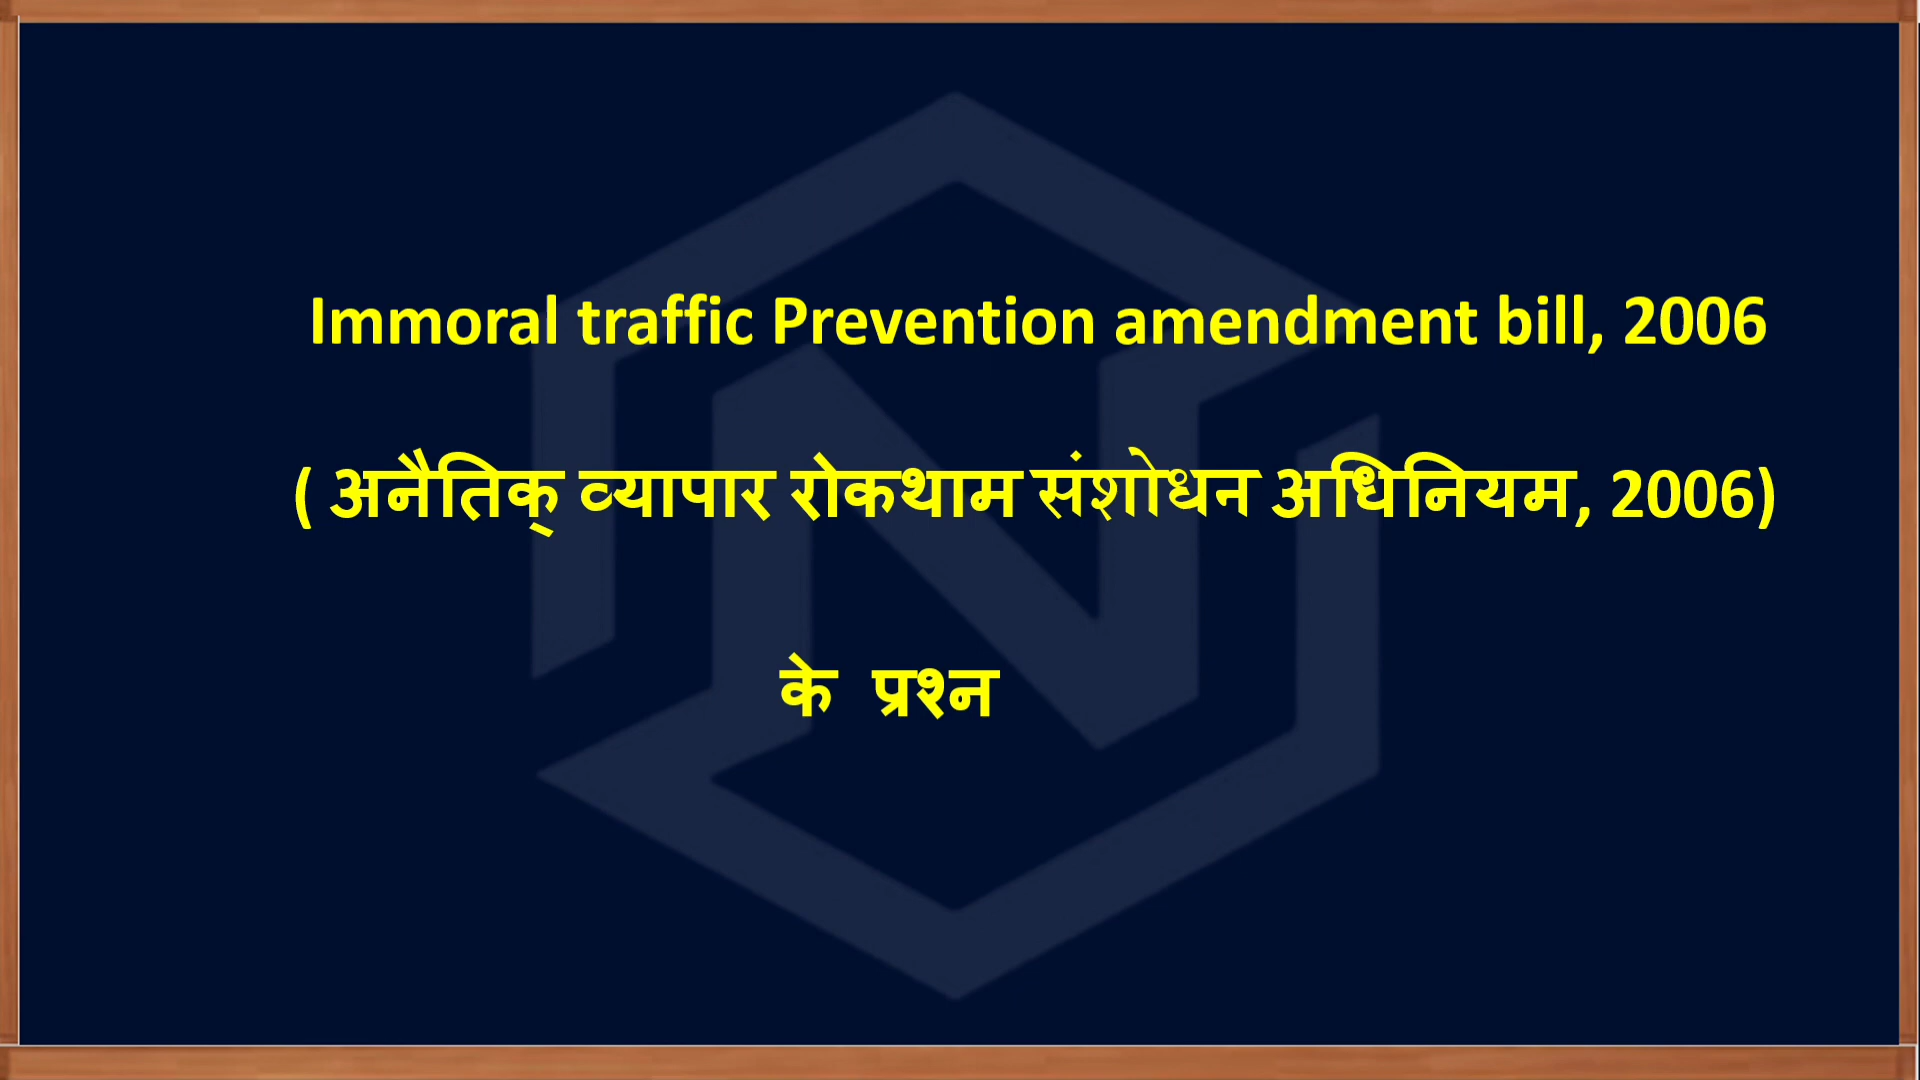 Immoral traffic Prevention amendment bill, 2006
( अनैतिक् व्यापार रोकथाम संशोधन अधिनियम, 2006)
के प्रश्न